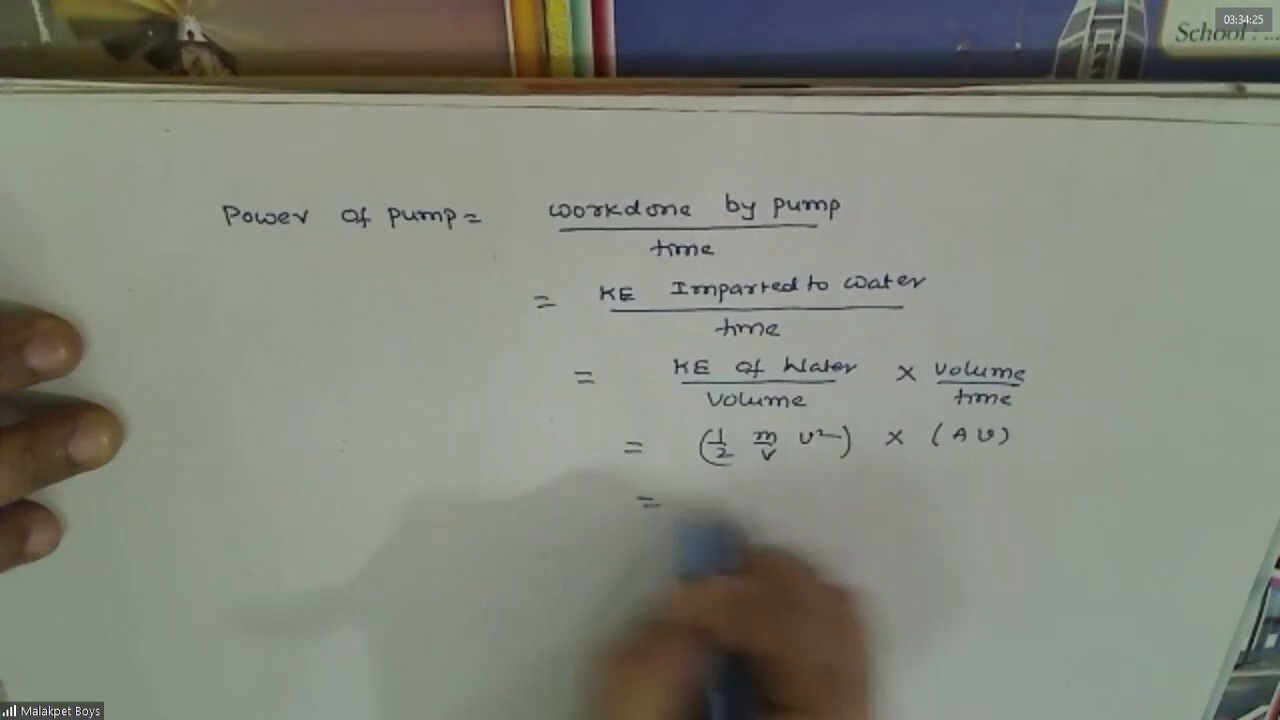 03:34:25
School :
Power of pump = workdone by pump
time
= KE Imparted to water
time
= KE of Water × volume
volume time
= (1/2 m/v v²) × (A v)
=
Malakpet Boys